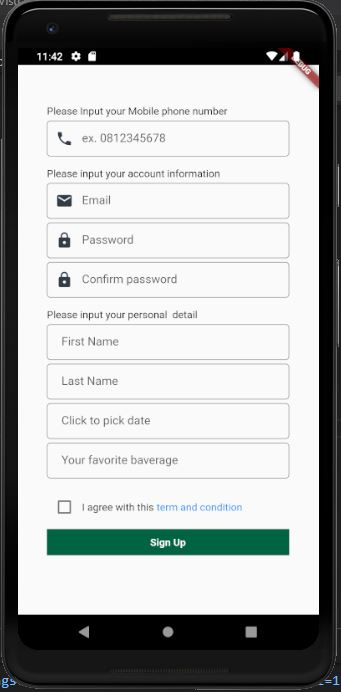 11:42
DEBUG
Please Input your Mobile phone number
ex. 0812345678
Please input your account information
Email
Password
Confirm password
Please input your personal detail
First Name
Last Name
Click to pick date
Your favorite baverage
I agree with this term and condition
Sign Up